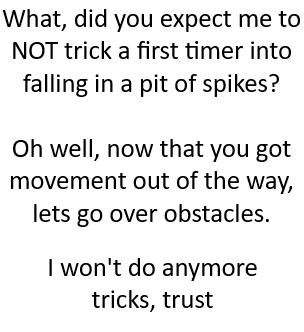 What, did you expect me to
NOT trick a first timer into
falling in a pit of spikes?
Oh well, now that you got
movement out of the way,
lets go over obstacles.
I won't do anymore
tricks, trust